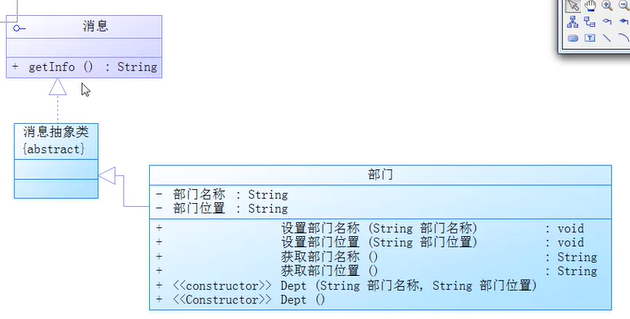 消息
+ getInfo () : String
消息抽象类
{abstract}
部门
- 部门名称 : String
- 部门位置 : String
+ 设置部门名称 (String 部门名称) : void
+ 设置部门位置 (String 部门位置) : void
+ 获取部门名称 () : String
+ 获取部门位置 () : String
+ <<constructor>> Dept (String 部门名称, String 部门位置)
+ <<Constructor>> Dept ()